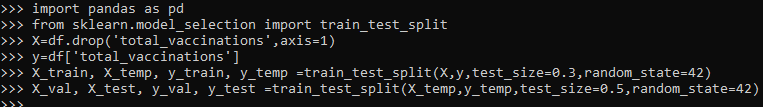 >>> import pandas as pd
>>> from sklearn.model_selection import train_test_split
>>> X=df.drop('total_vaccinations',axis=1)
>>> y=df['total_vaccinations']
>>> X_train, X_temp, y_train, y_temp =train_test_split(X,y,test_size=0.3,random_state=42)
>>> X_val, X_test, y_val, y_test =train_test_split(X_temp,y_temp,test_size=0.5,random_state=42)
>>>